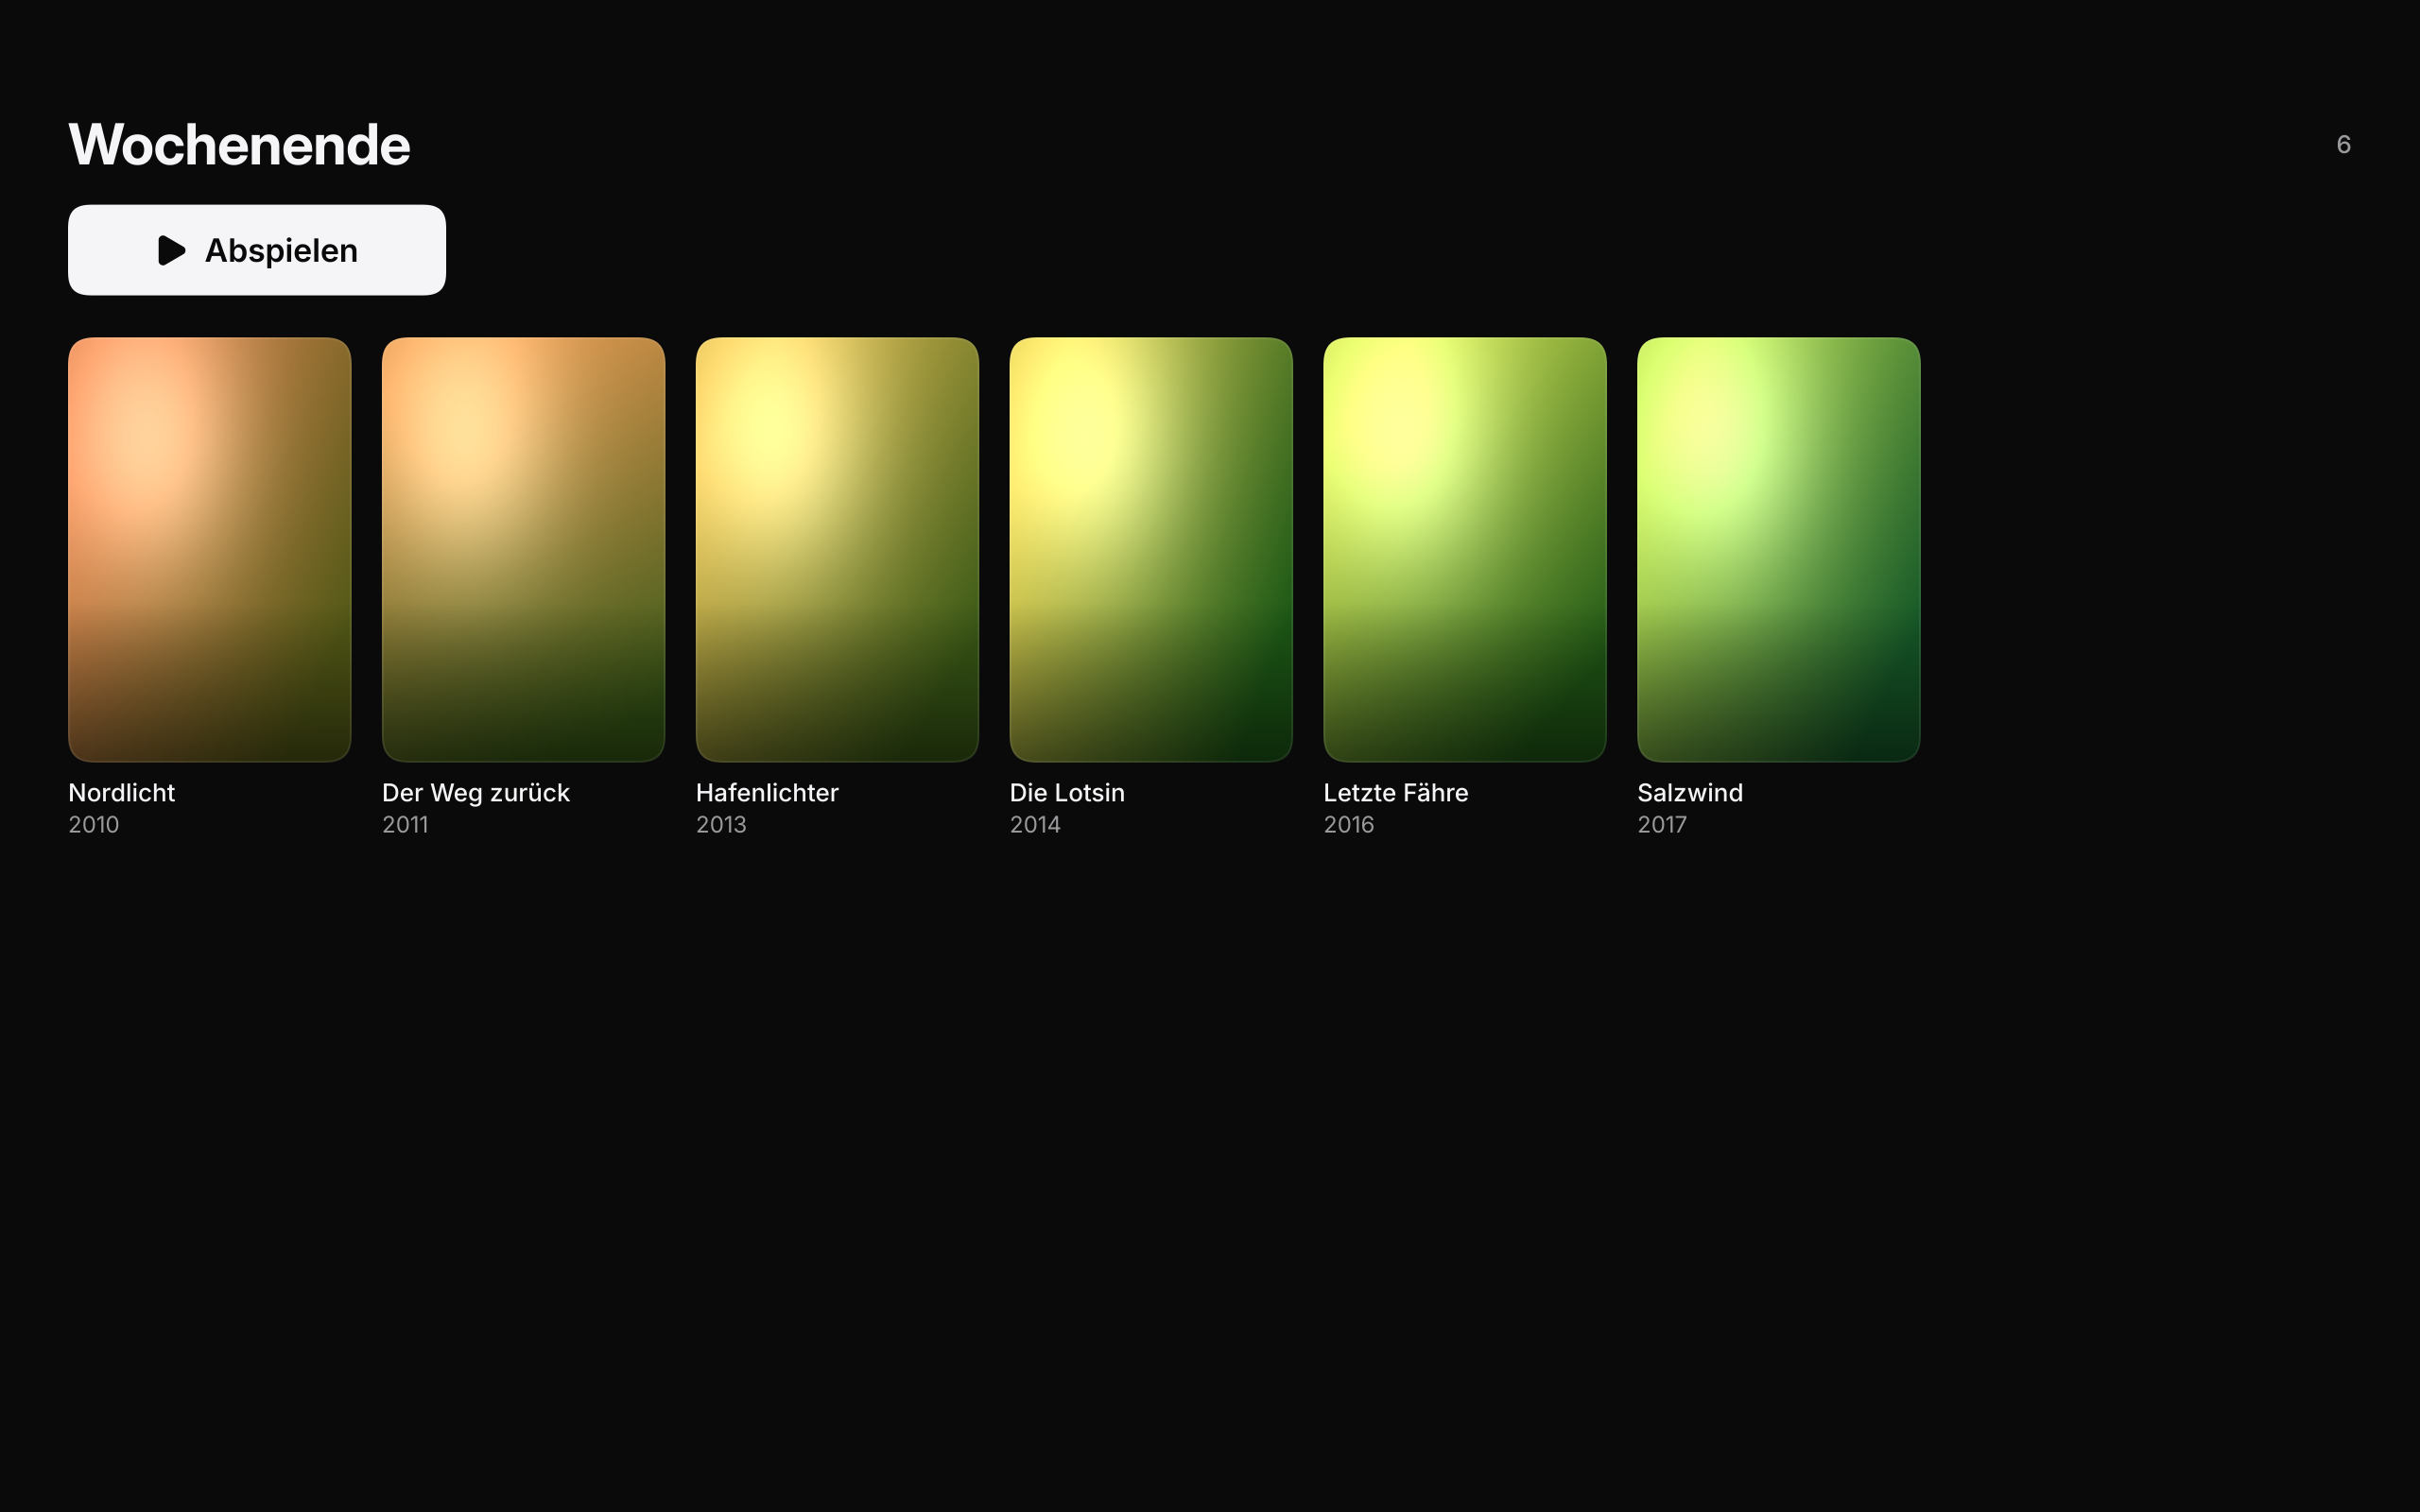 Wochenende
6
Abspielen
Nordlicht
2010
Der Weg zurück
2011
Hafenlichter
2013
Die Lotsin
2014
Letzte Fähre
2016
Salzwind
2017